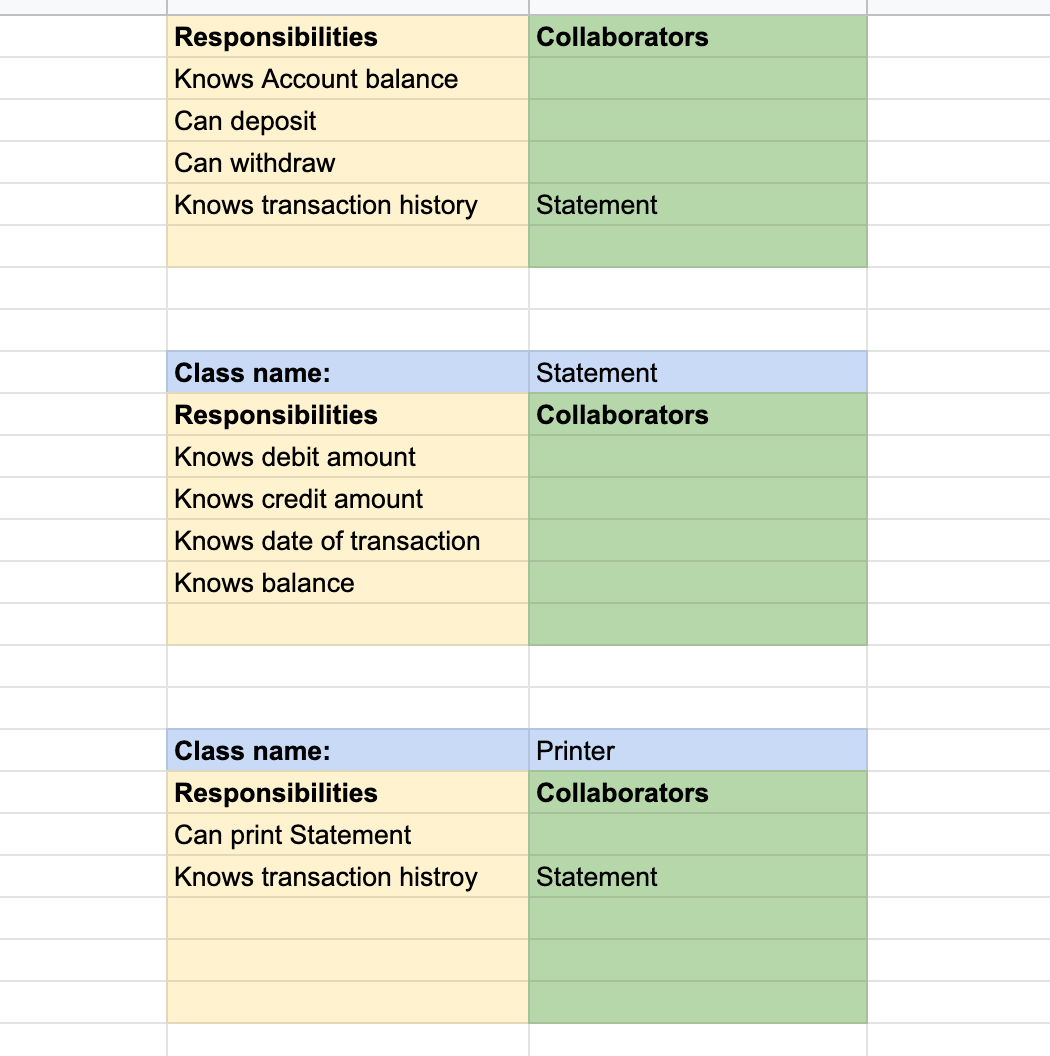 Responsibilities Collaborators
Knows Account balance
Can deposit
Can withdraw
Knows transaction history Statement
Class name: Statement
Responsibilities Collaborators
Knows debit amount
Knows credit amount
Knows date of transaction
Knows balance
Class name: Printer
Responsibilities Collaborators
Can print Statement
Knows transaction histroy Statement